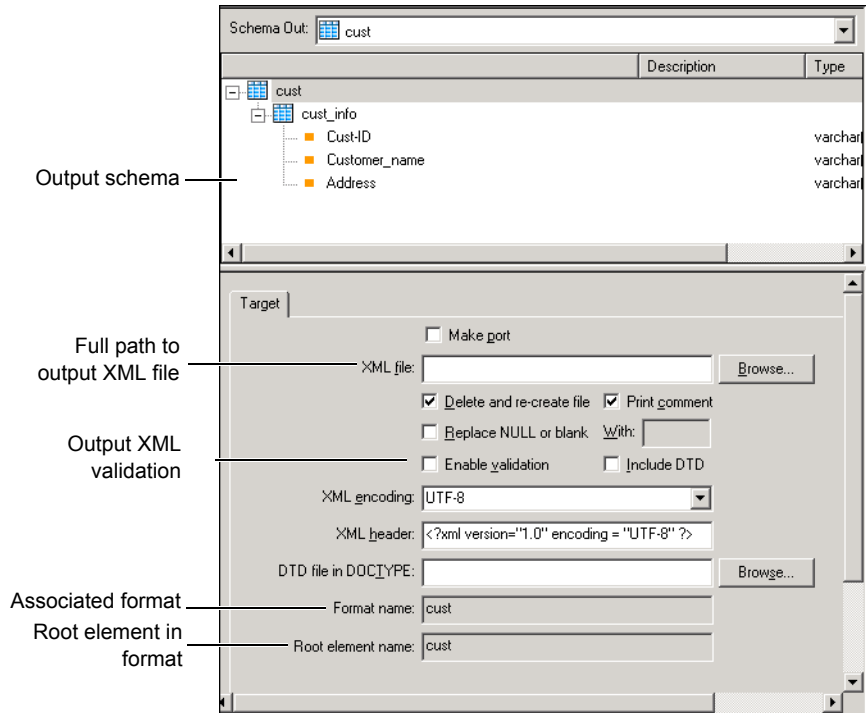 Schema Out: cust
Description Type
cust
cust_info
Cust-ID varchar
Customer_name varchar
Output schema
Address varchar
Target
Make port
Full path to
output XML file
XML file: Browse...
Delete and re-create file Print comment
Replace NULL or blank With:
Output XML
validation
Enable validation Include DTD
XML encoding: UTF-8
XML header: <?xml version="1.0" encoding = "UTF-8" ?>
DTD file in DOCTYPE: Browse...
Associated format
Format name: cust
Root element in
format
Root element name: cust